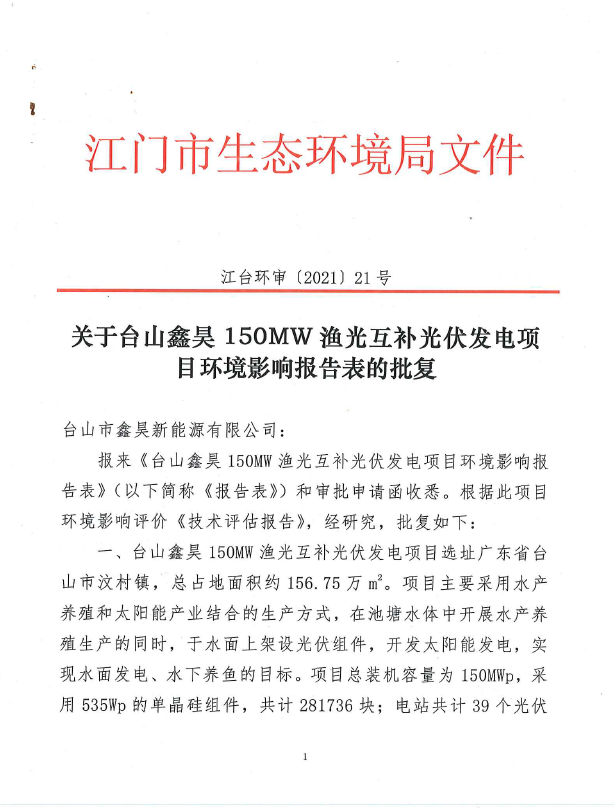 江门市生态环境局文件
江台环审〔2021〕21号
关于台山鑫昊 150MW 渔光互补光伏发电项
目环境影响报告表的批复
台山市鑫昊新能源有限公司：
报来《台山鑫昊 150MW 渔光互补光伏发电项目环境影响报
告表》（以下简称《报告表》）和审批申请函收悉。根据此项目
环境影响评价《技术评估报告》，经研究，批复如下：
一、台山鑫昊 150MW 渔光互补光伏发电项目选址广东省台
山市汶村镇，总占地面积约 156.75 万 m²。项目主要采用水产
养殖和太阳能产业结合的生产方式，在池塘水体中开展水产养
殖生产的同时，于水面上架设光伏组件，开发太阳能发电，实
现水面发电、水下养鱼的目标。项目总装机容量为 150MWp，采
用 535Wp 的单晶硅组件，共计 281736 块；电站共计 39 个光伏
1